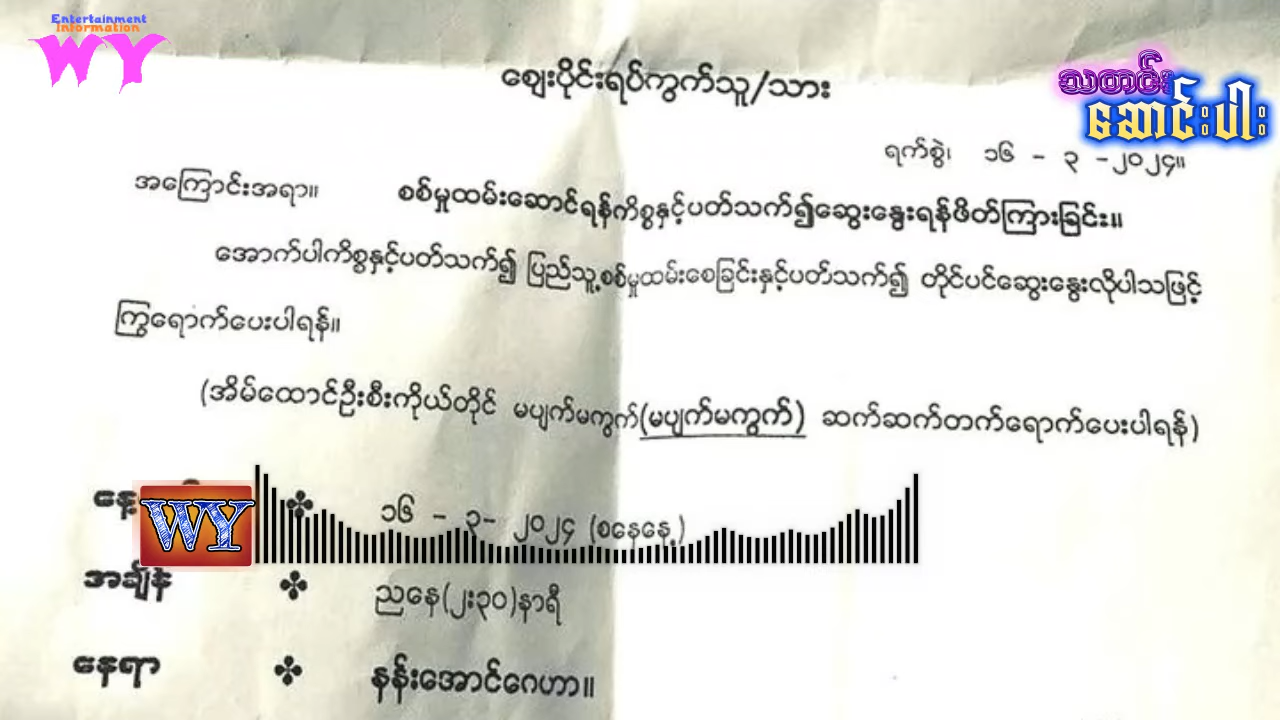 Entertainment
Information
WY
သတင်း
ဆောင်းပါး
ဈေးပိုင်းရပ်ကွက်သူ/သား
ရက်စွဲ၊ ၁၆ - ၃ -၂၀၂၄။
အကြောင်းအရာ။ စစ်မှုထမ်းဆောင်ရန်ကိစ္စနှင့်ပတ်သက်၍ဆွေးနွေးရန်ဖိတ်ကြားခြင်း။
အောက်ပါကိစ္စနှင့်ပတ်သက်၍ ပြည်သူ့စစ်မှုထမ်းစေခြင်းနှင့်ပတ်သက်၍ တိုင်ပင်ဆွေးနွေးလိုပါသဖြင့်
ကြွရောက်ပေးပါရန်။
(အိမ်ထောင်ဦးစီးကိုယ်တိုင် မပျက်မကွက်(မပျက်မကွက်) ဆက်ဆက်တက်ရောက်ပေးပါရန်)
၁၆ - ၃- ၂၀၂၄ (စနေနေ့)
WY
အချိန် ညနေ(၂း၃၀)နာရီ
နေရာ နန်းအောင်ဂေဟာ။